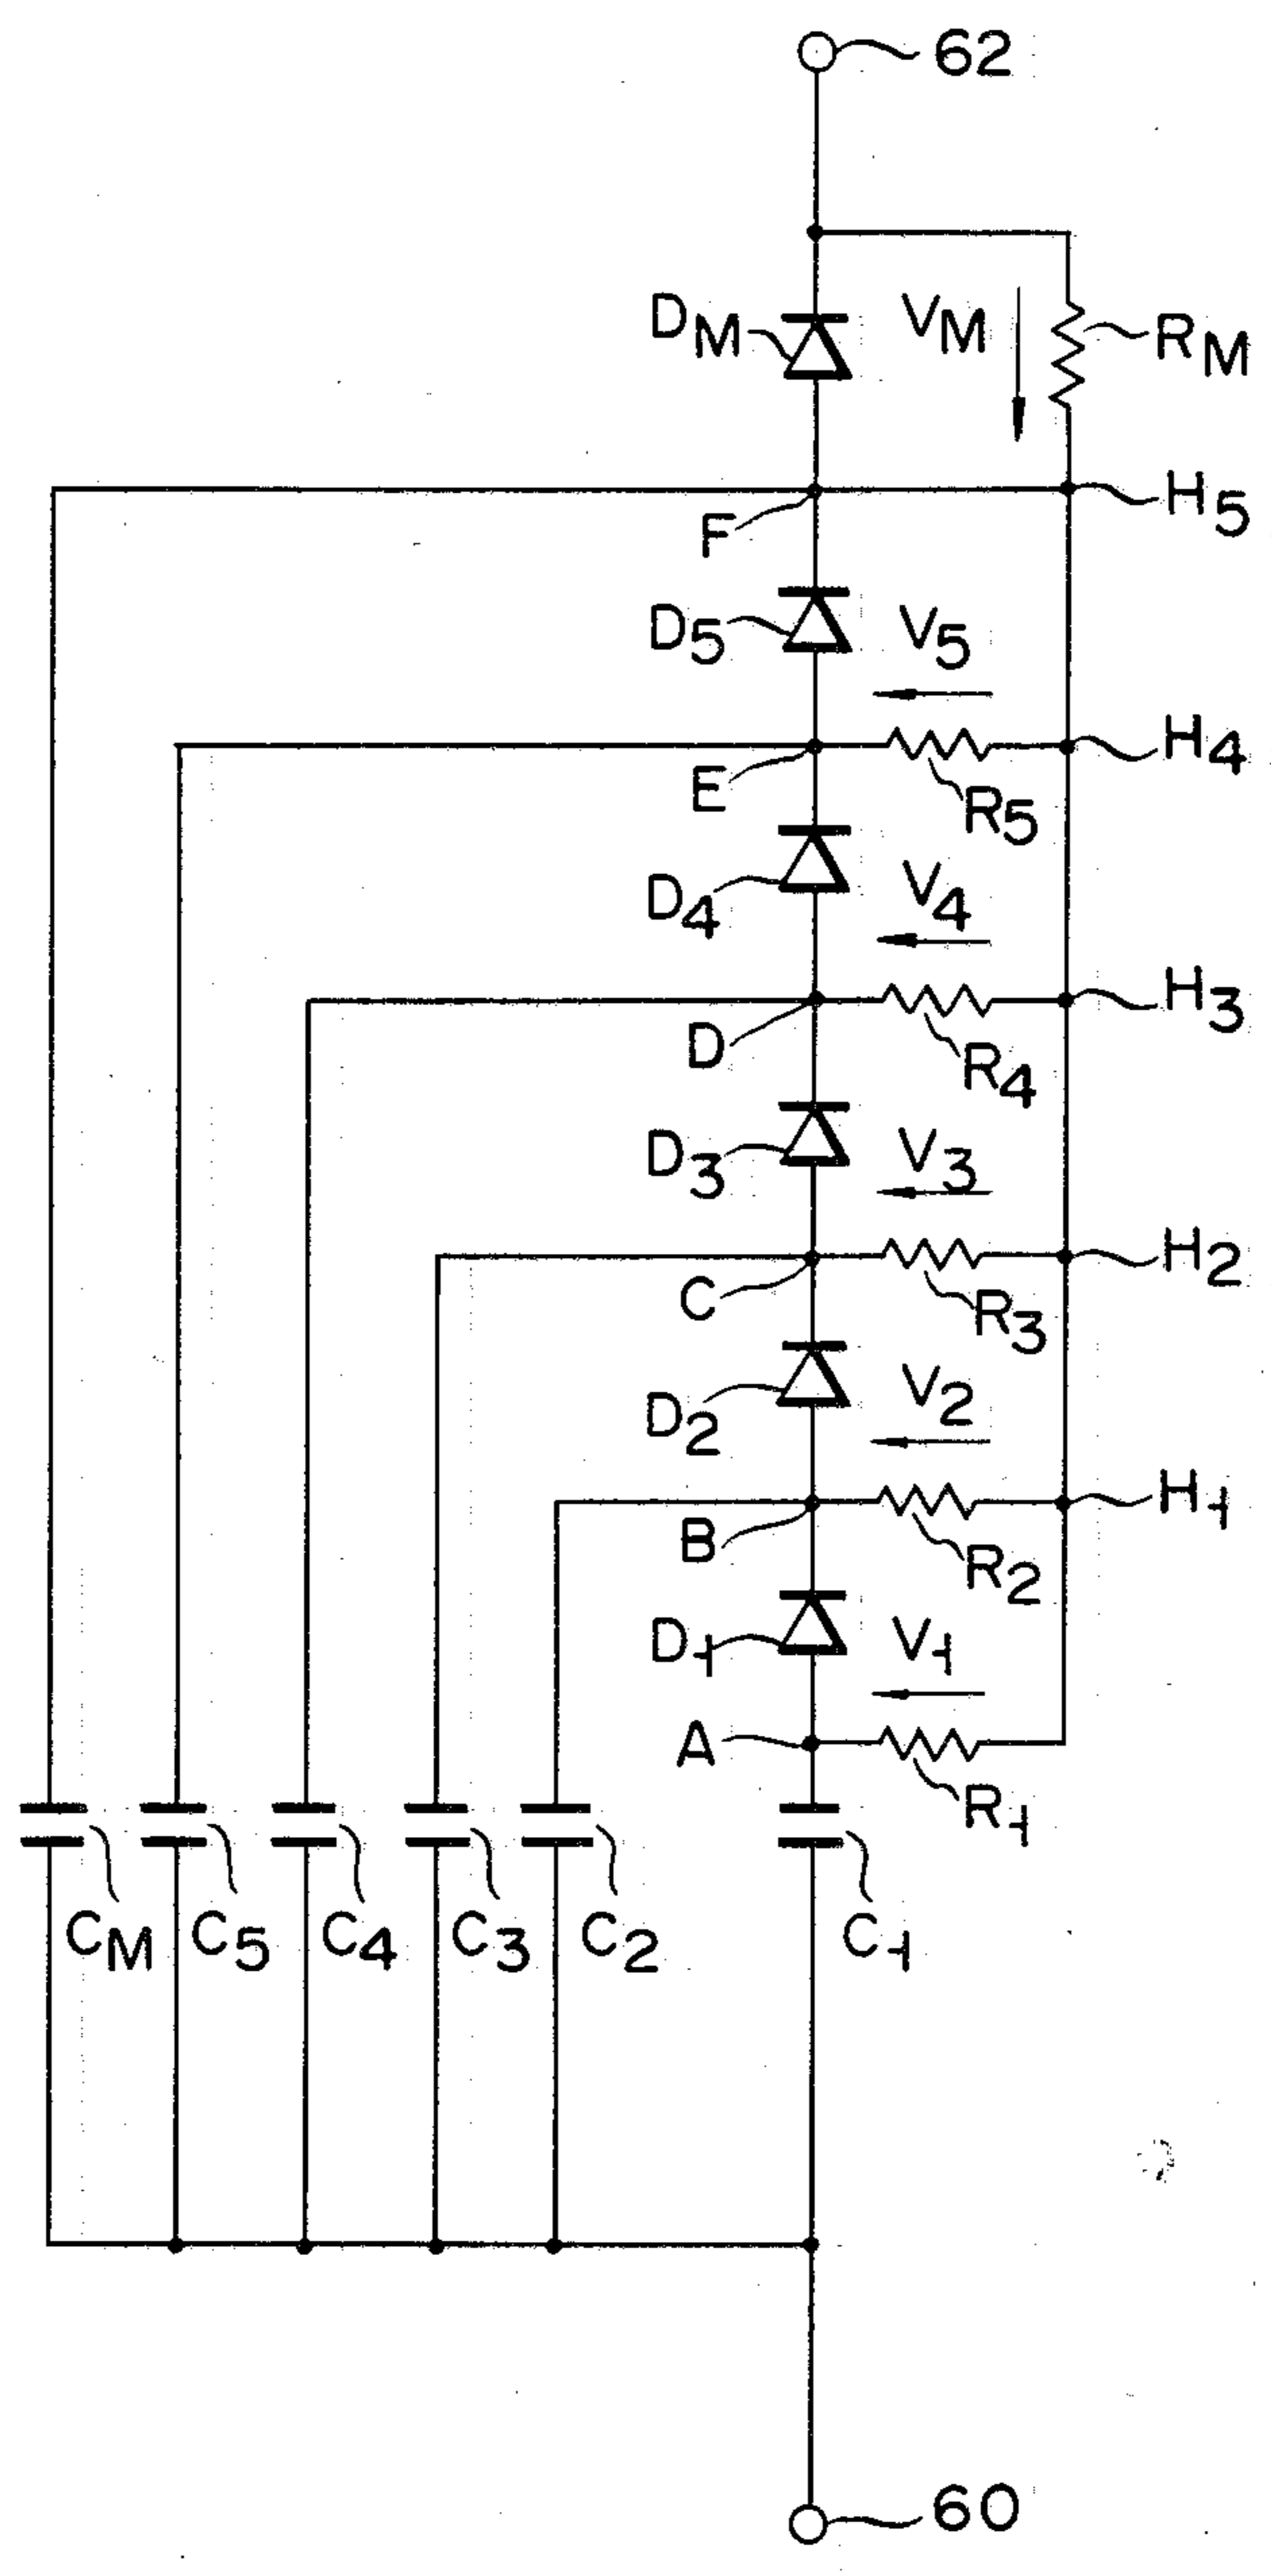 62
DM VM RM
H5
F
D5 V5
H4
E
R5
D4 V4
H3
D
R4
D3 V3
H2
C
R3
D2 V2
H1
B
R2
D1 V1
A
R1
CM C5 C4 C3 C2 C1
60